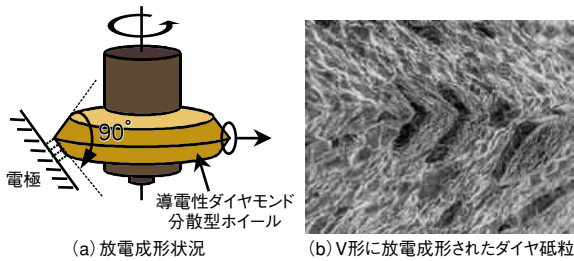 90°
電極
導電性ダイヤモンド
分散型ホイール
(a) 放電成形状況
(b) V形に放電成形されたダイヤ砥粒